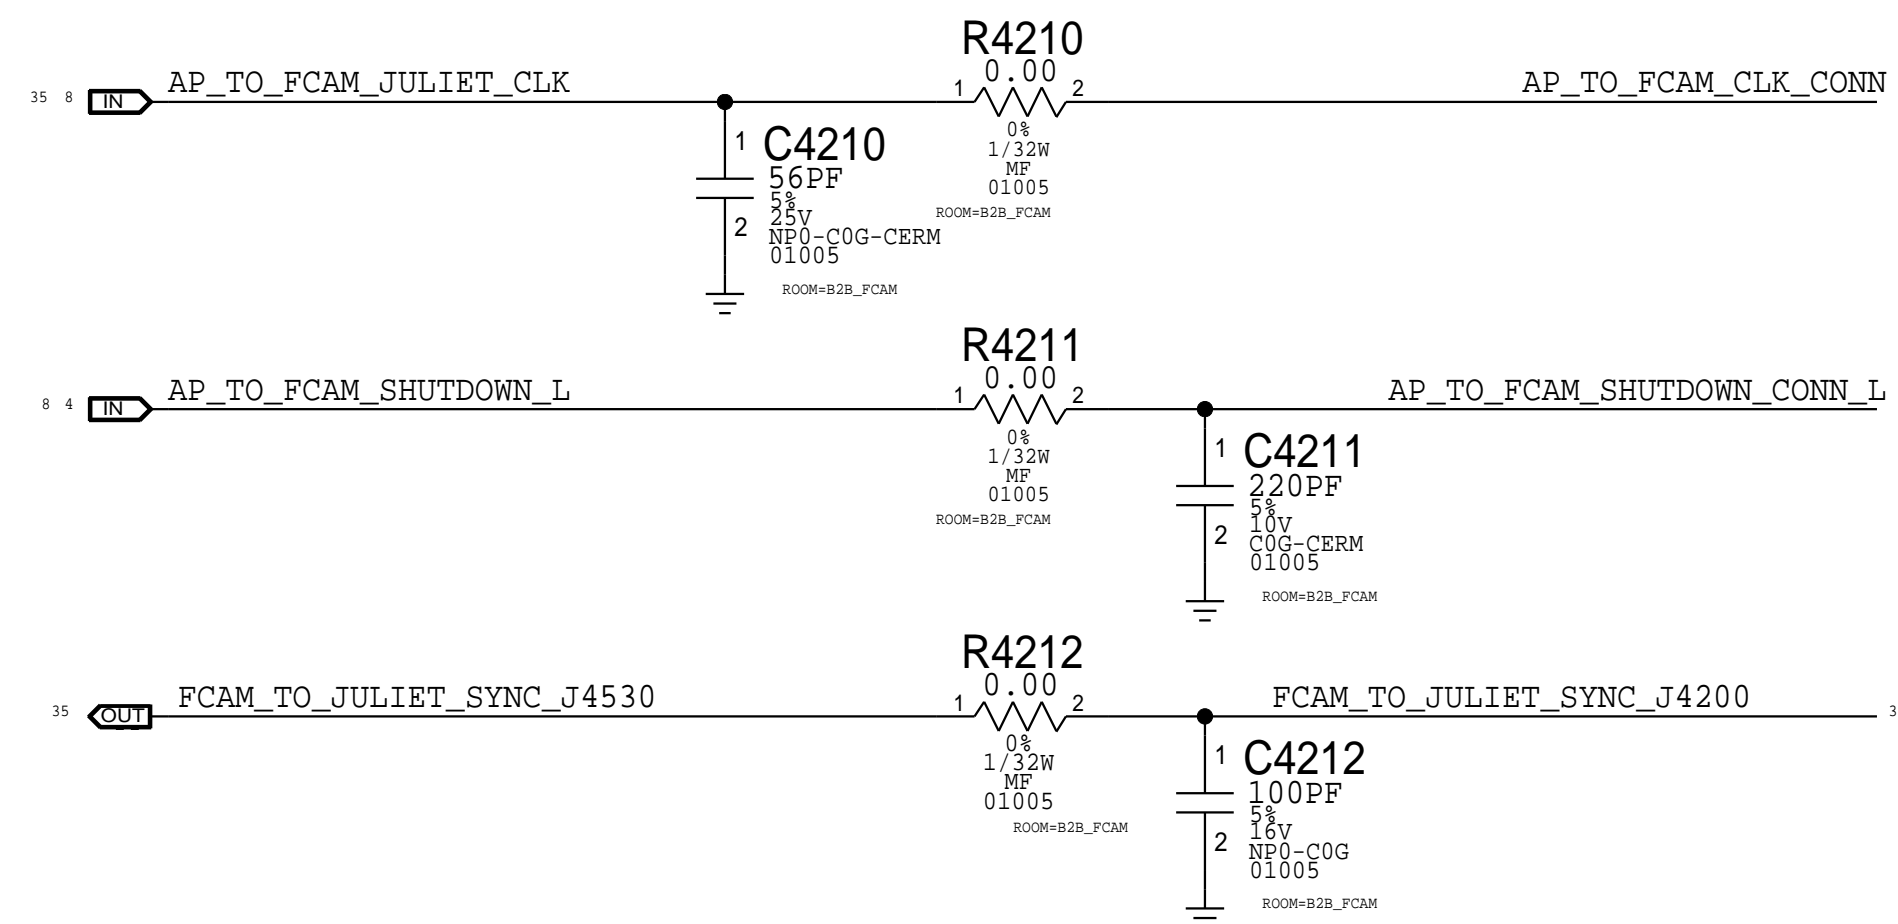 R4210
0.00
AP_TO_FCAM_JULIET_CLK
AP_TO_FCAM_CLK_CONN
35 8
IN
1
2
0%
1/32W
MF
01005
ROOM=B2B_FCAM
1
C4210
56PF
5%
25V
NP0-C0G-CERM
2
01005
ROOM=B2B_FCAM
R4211
0.00
AP_TO_FCAM_SHUTDOWN_L
AP_TO_FCAM_SHUTDOWN_CONN_L
8 4
IN
1
2
0%
1/32W
MF
01005
ROOM=B2B_FCAM
1
C4211
220PF
5%
10V
C0G-CERM
2
01005
ROOM=B2B_FCAM
R4212
0.00
FCAM_TO_JULIET_SYNC_J4530
FCAM_TO_JULIET_SYNC_J4200
35
OUT
1
2
3
0%
1/32W
MF
01005
ROOM=B2B_FCAM
1
C4212
100PF
5%
16V
NP0-C0G
2
01005
ROOM=B2B_FCAM